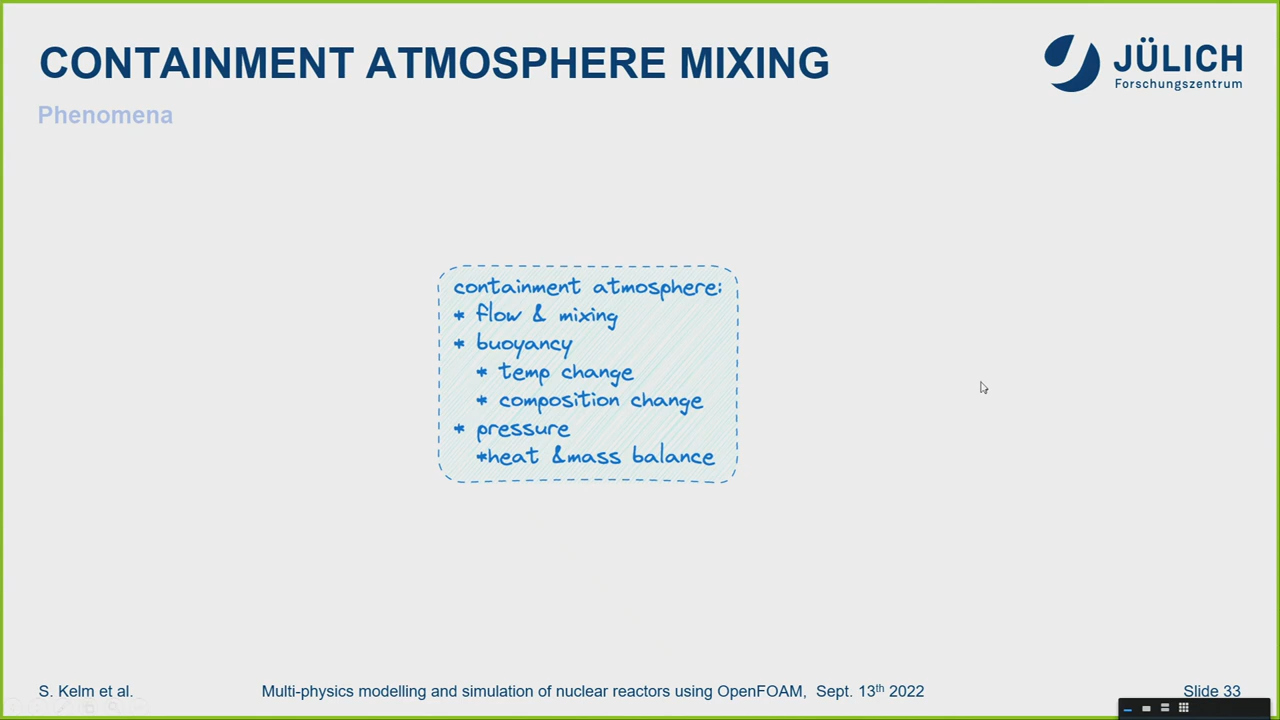 CONTAINMENT ATMOSPHERE MIXING
JÜLICH
Forschungszentrum
Phenomena
containment atmosphere:
* flow & mixing
* buoyancy
* temp change
* composition change
* pressure
*heat &mass balance
S. Kelm et al.
Multi-physics modelling and simulation of nuclear reactors using OpenFOAM, Sept. 13th 2022
Slide 33